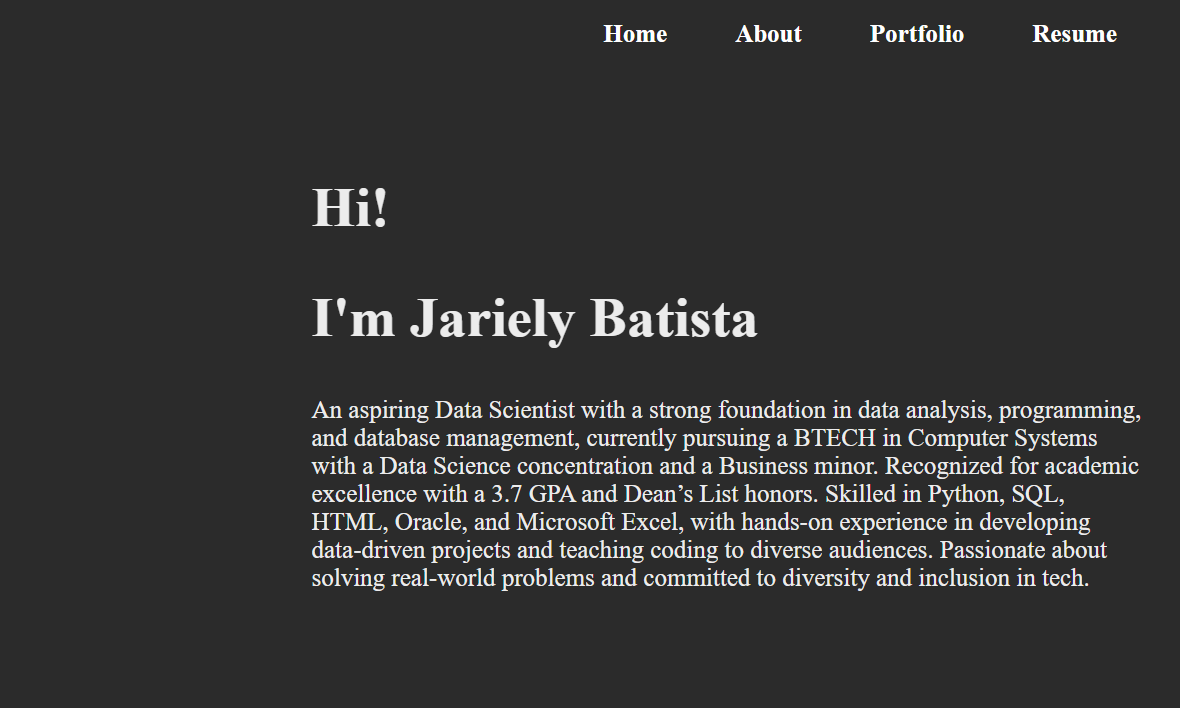 Home About Portfolio Resume
Hi!
I'm Jariely Batista
An aspiring Data Scientist with a strong foundation in data analysis, programming,
and database management, currently pursuing a BTECH in Computer Systems
with a Data Science concentration and a Business minor. Recognized for academic
excellence with a 3.7 GPA and Dean’s List honors. Skilled in Python, SQL,
HTML, Oracle, and Microsoft Excel, with hands-on experience in developing
data-driven projects and teaching coding to diverse audiences. Passionate about
solving real-world problems and committed to diversity and inclusion in tech.